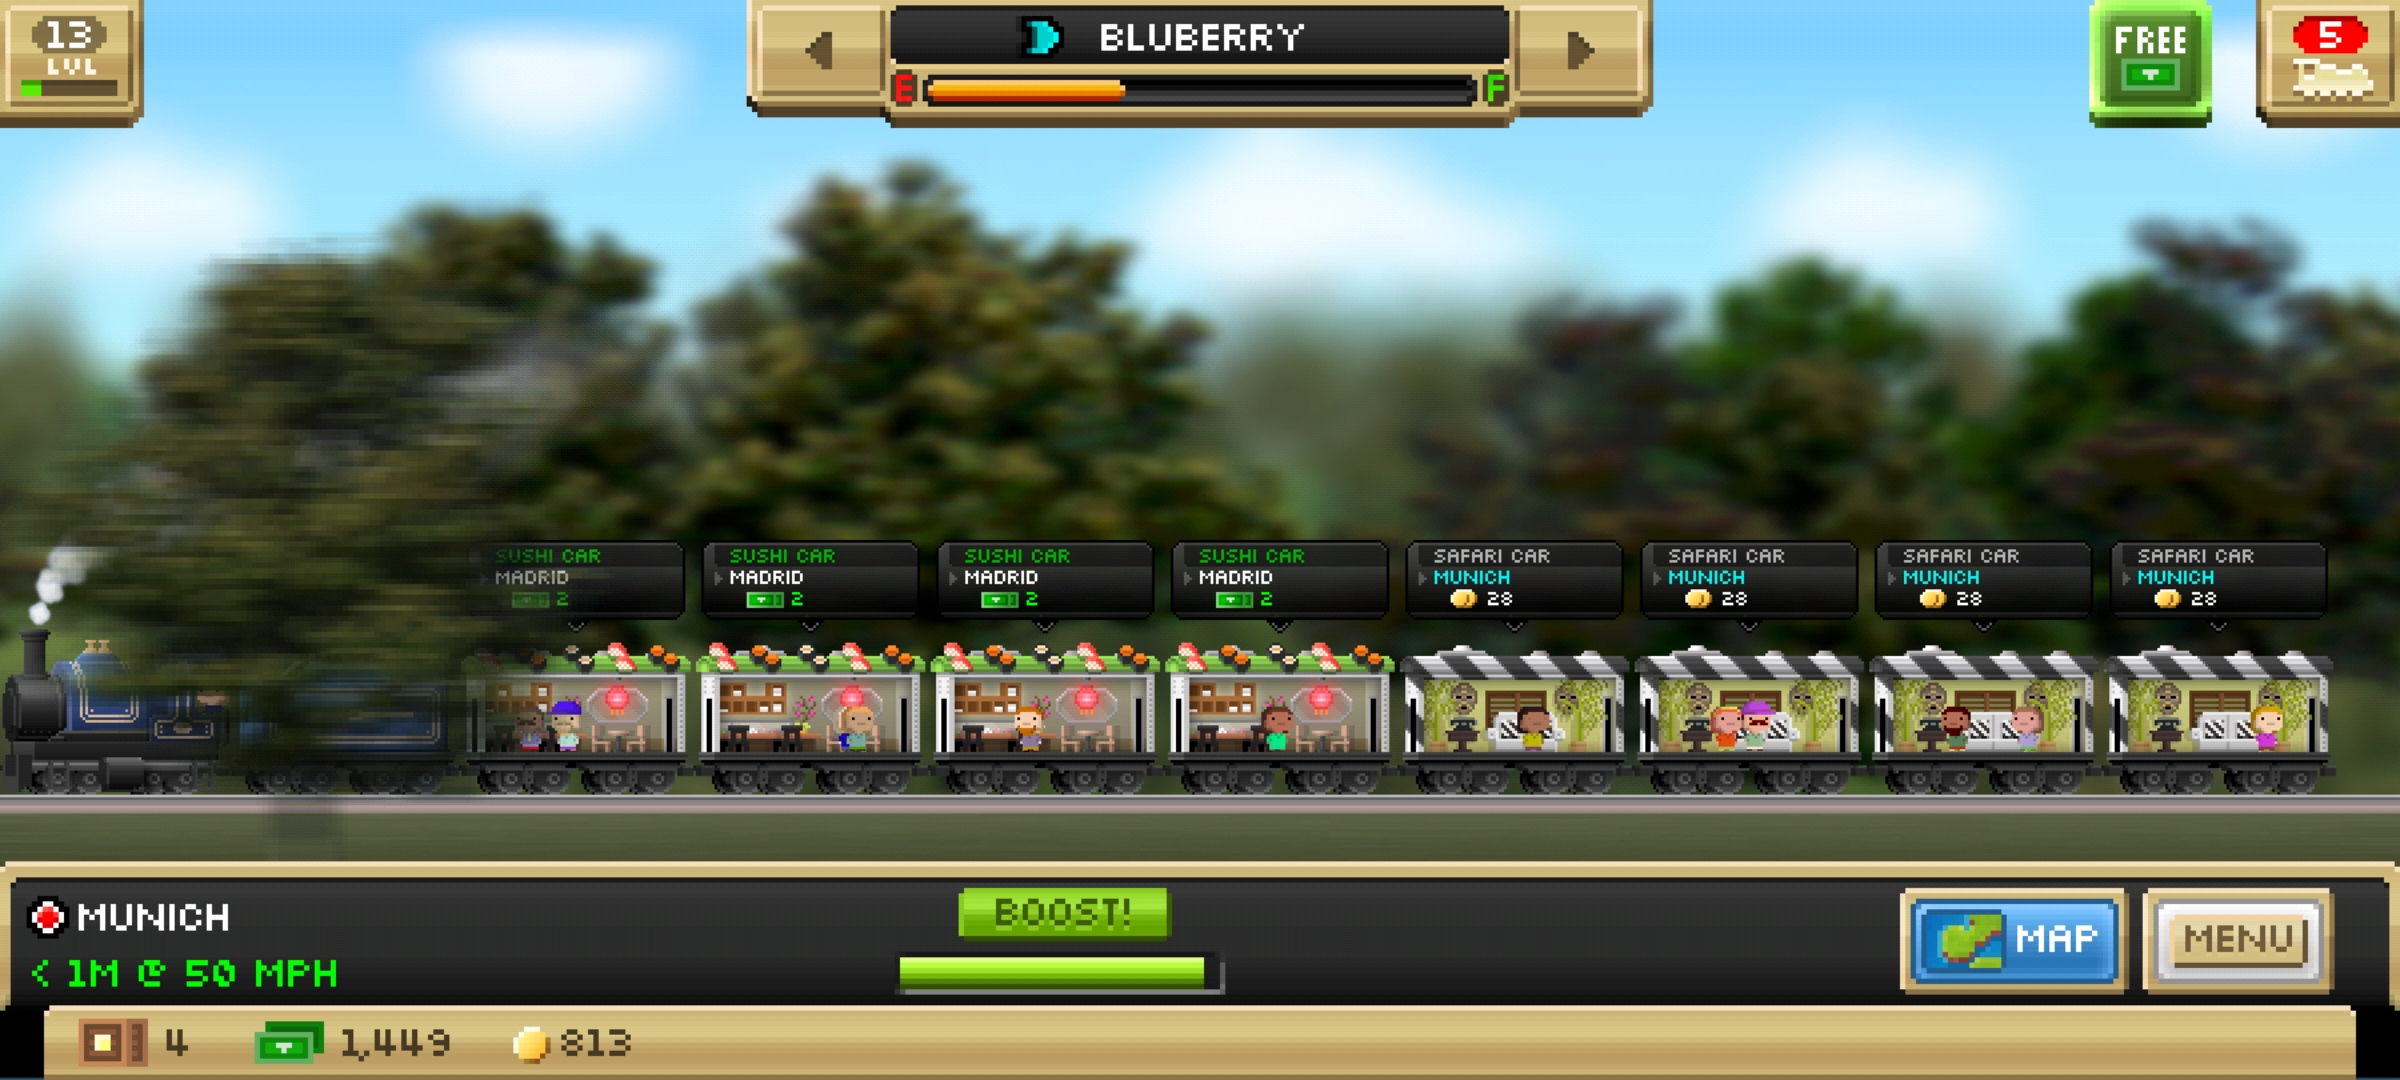 13
LVL
BLUBERRY
E F
FREE
5
SUSHI CAR
MADRID
2
SUSHI CAR
MADRID
2
SUSHI CAR
MADRID
2
SUSHI CAR
MADRID
2
SAFARI CAR
MUNICH
28
SAFARI CAR
MUNICH
28
SAFARI CAR
MUNICH
28
SAFARI CAR
MUNICH
28
MUNICH
< 1M @ 50 MPH
BOOST!
MAP
MENU
4 1,449 813